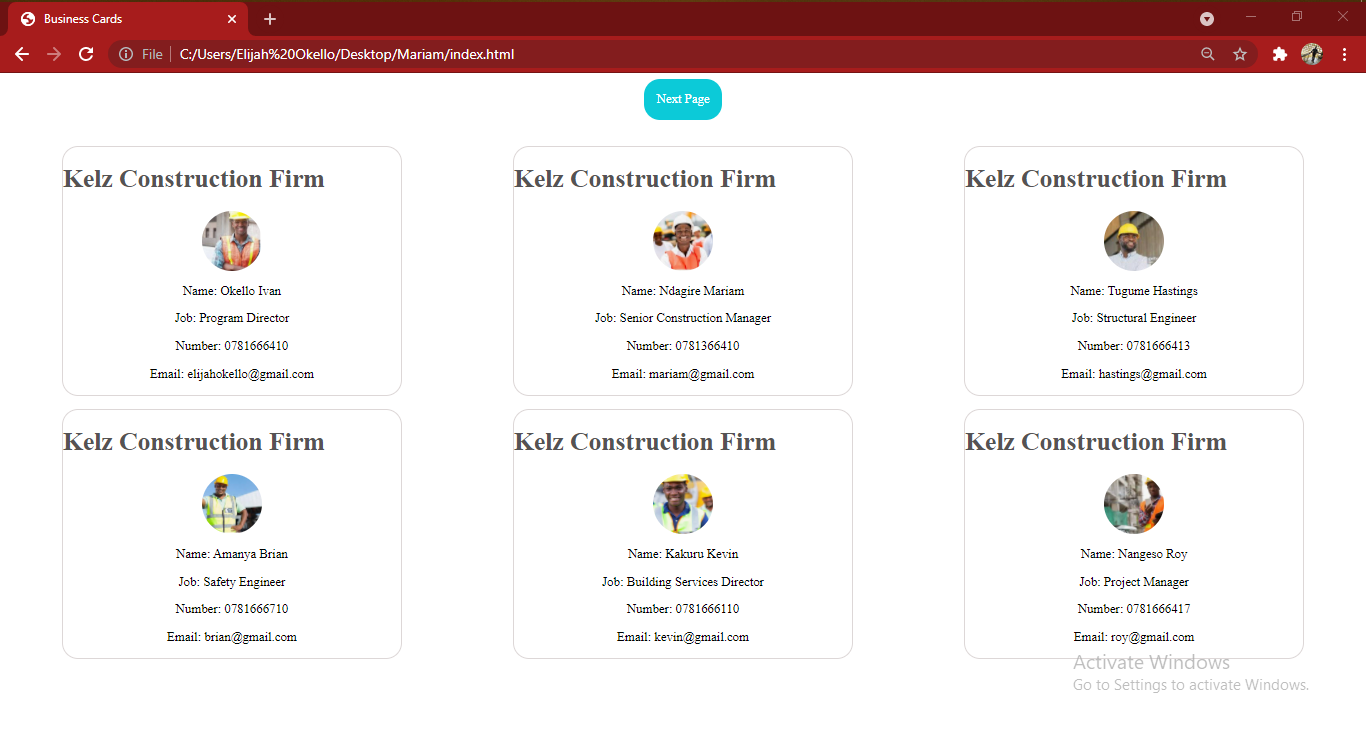 Business Cards
File
C:/Users/Elijah%20Okello/Desktop/Mariam/index.html
Next Page
Kelz Construction Firm
Name: Okello Ivan
Job: Program Director
Number: 0781666410
Email: elijahokello@gmail.com
Kelz Construction Firm
Name: Ndagire Mariam
Job: Senior Construction Manager
Number: 0781366410
Email: mariam@gmail.com
Kelz Construction Firm
Name: Tugume Hastings
Job: Structural Engineer
Number: 0781666413
Email: hastings@gmail.com
Kelz Construction Firm
Name: Amanya Brian
Job: Safety Engineer
Number: 0781666710
Email: brian@gmail.com
Kelz Construction Firm
Name: Kakuru Kevin
Job: Building Services Director
Number: 0781666110
Email: kevin@gmail.com
Kelz Construction Firm
Name: Nangeso Roy
Job: Project Manager
Number: 0781666417
Email: roy@gmail.com
Activate Windows
Go to Settings to activate Windows.